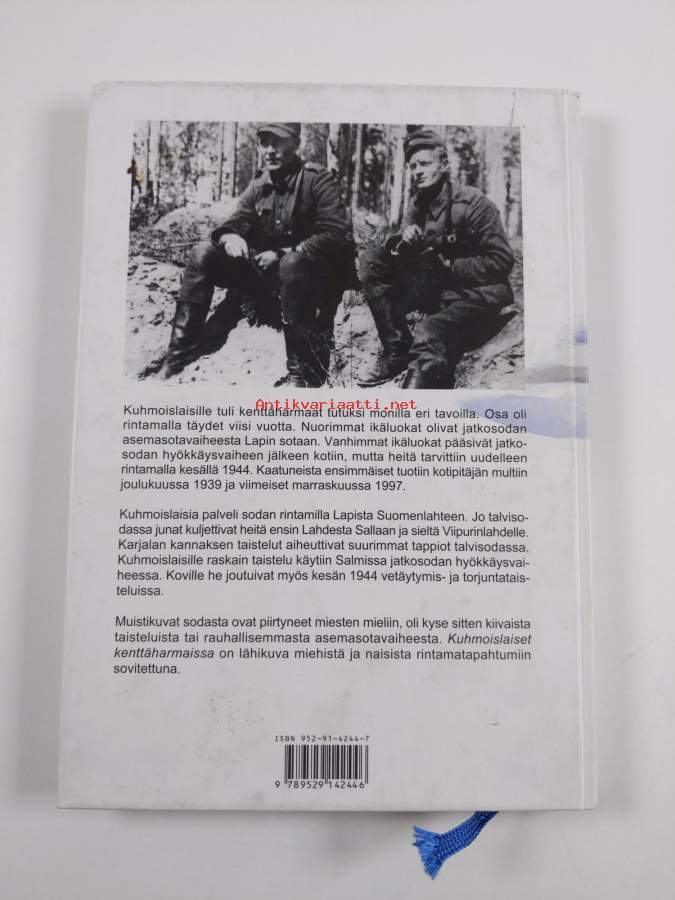 Antikvariaatti.net
Kuhmoislaisille tuli kenttäharmaat tutuksi monilla eri tavoilla. Osa oli
rintamalla täydet viisi vuotta. Nuorimmat ikäluokat olivat jatkosodan
asemasotavaiheesta Lapin sotaan. Vanhimmat ikäluokat pääsivät jatko-
sodan hyökkäysvaiheen jälkeen kotiin, mutta heitä tarvittiin uudelleen
rintamalla kesällä 1944. Kaatuneista ensimmäiset tuotiin kotipitäjän multiin
joulukuussa 1939 ja viimeiset marraskuussa 1997.
Kuhmoislaisia palveli sodan rintamilla Lapista Suomenlahteen. Jo talviso-
dassa junat kuljettivat heitä ensin Lahdesta Sallaan ja sieltä Viipurinlahdelle.
Karjalan kannaksen taistelut aiheuttivat suurimmat tappiot talvisodassa.
Kuhmoislaisille raskain taistelu käytiin Salmissa jatkosodan hyökkäysvai-
heessa. Koville he joutuivat myös kesän 1944 vetäytymis- ja torjuntatais-
teluissa.
Muistikuvat sodasta ovat piirtyneet miesten mieliin, oli kyse sitten kiivaista
taisteluista tai rauhallisemmasta asemasotavaiheesta. Kuhmoislaiset
kenttäharmaissa on lähikuva miehistä ja naisista rintamatapahtumiin
sovitettuna.
ISBN 952-91-4244-7
9 789529 142446